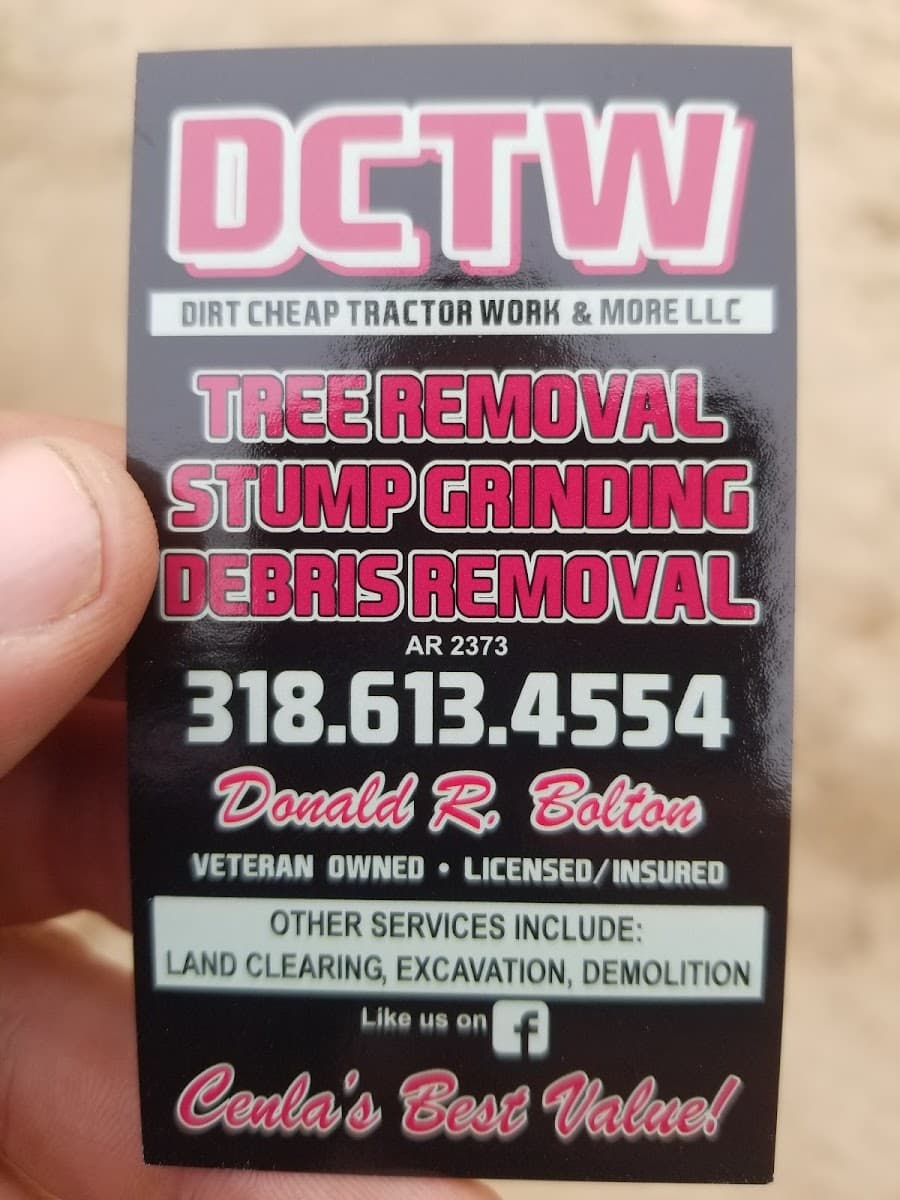 DCTW
DIRT CHEAP TRACTOR WORK & MORE LLC
TREE REMOVAL
STUMP GRINDING
DEBRIS REMOVAL
AR 2373
318.613.4554
Donald R. Bolton
VETERAN OWNED • LICENSED/INSURED
OTHER SERVICES INCLUDE:
LAND CLEARING, EXCAVATION, DEMOLITION
Like us on f
Cenla's Best Value!